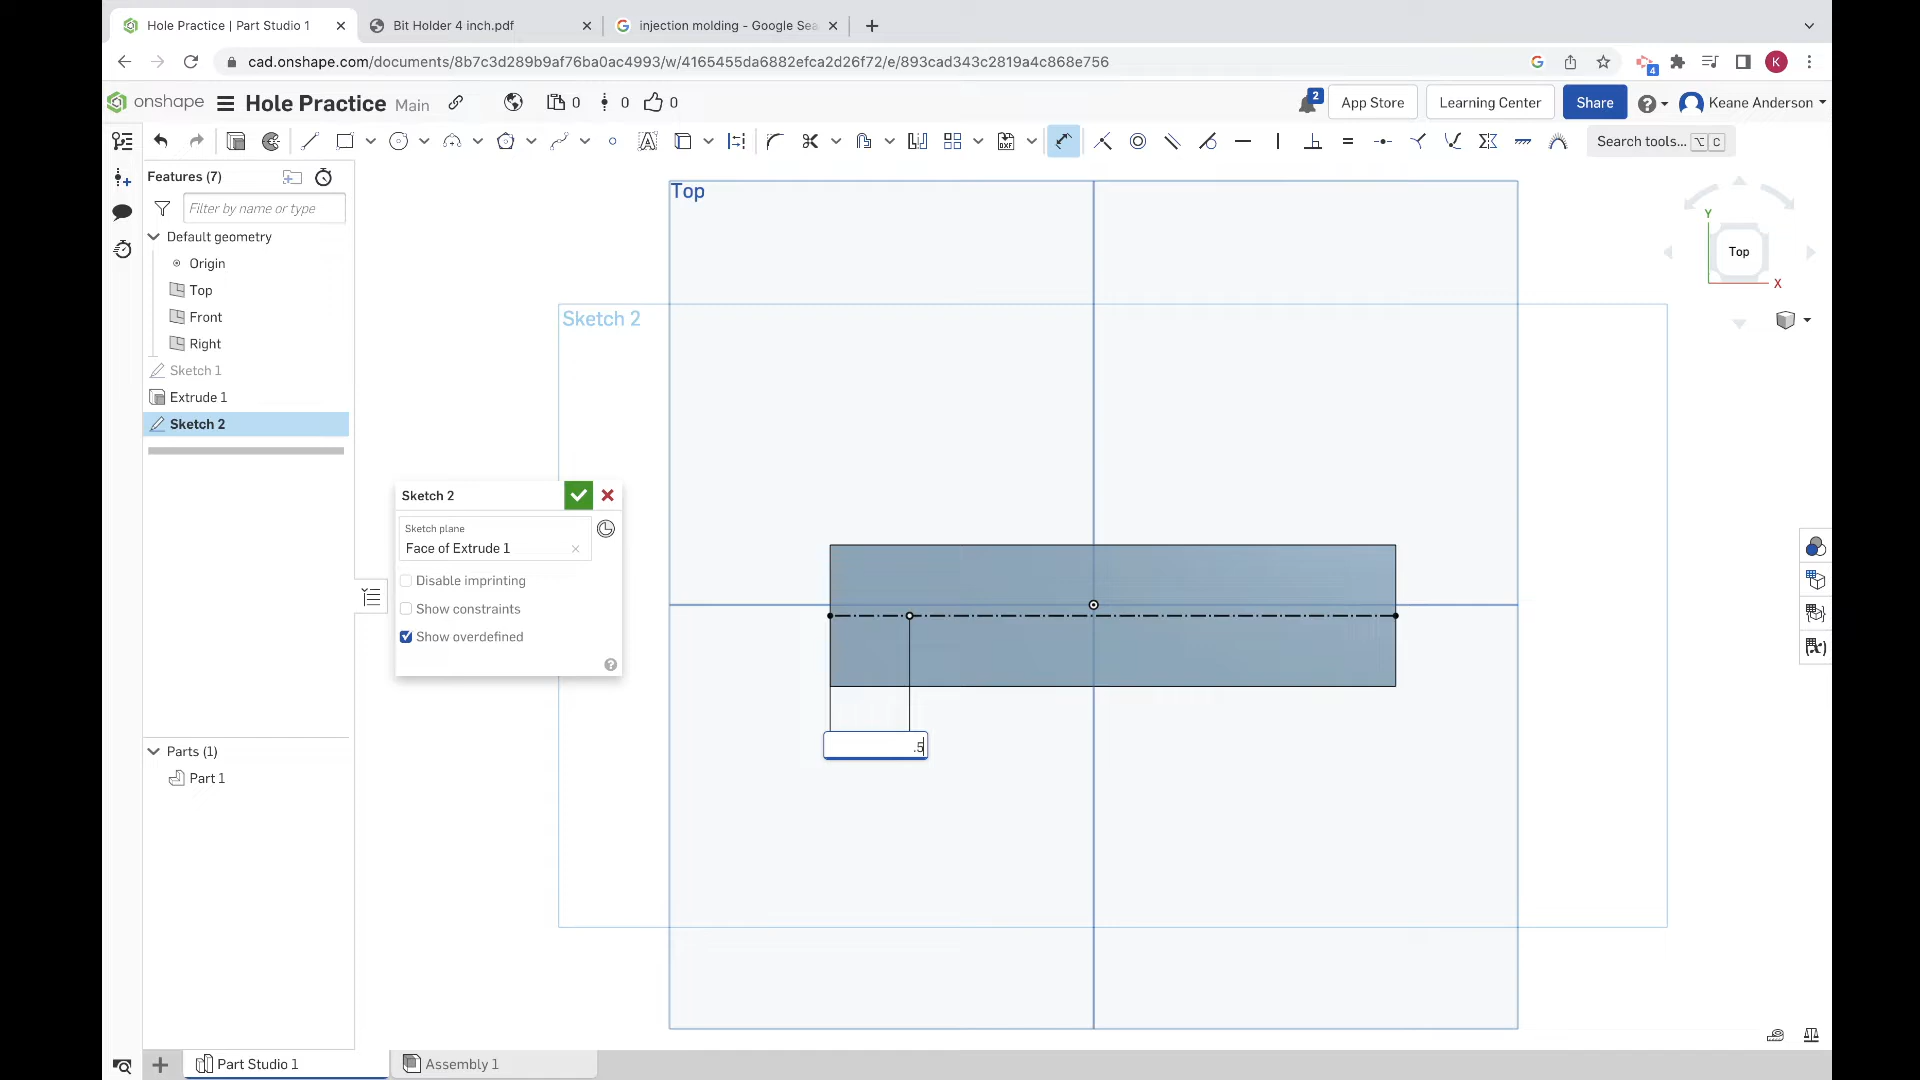 Hole Practice | Part Studio 1
Bit Holder 4 inch.pdf
injection molding - Google Sea
cad.onshape.com/documents/8b7c3d289b9af76ba0ac4993/w/4165455da6882efca2d26f72/e/893cad343c2819a4c868e756
4
K
onshape
Hole Practice Main
0
0
0
2
App Store
Learning Center
Share
Keane Anderson
Search tools... ⌥ C
Features (7)
Filter by name or type
Default geometry
Origin
Top
Front
Right
Sketch 1
Extrude 1
Sketch 2
Top
Sketch 2
Y
Top
X
Sketch 2
Sketch plane
Face of Extrude 1
Disable imprinting
Show constraints
Show overdefined
.5
Parts (1)
Part 1
Part Studio 1
Assembly 1